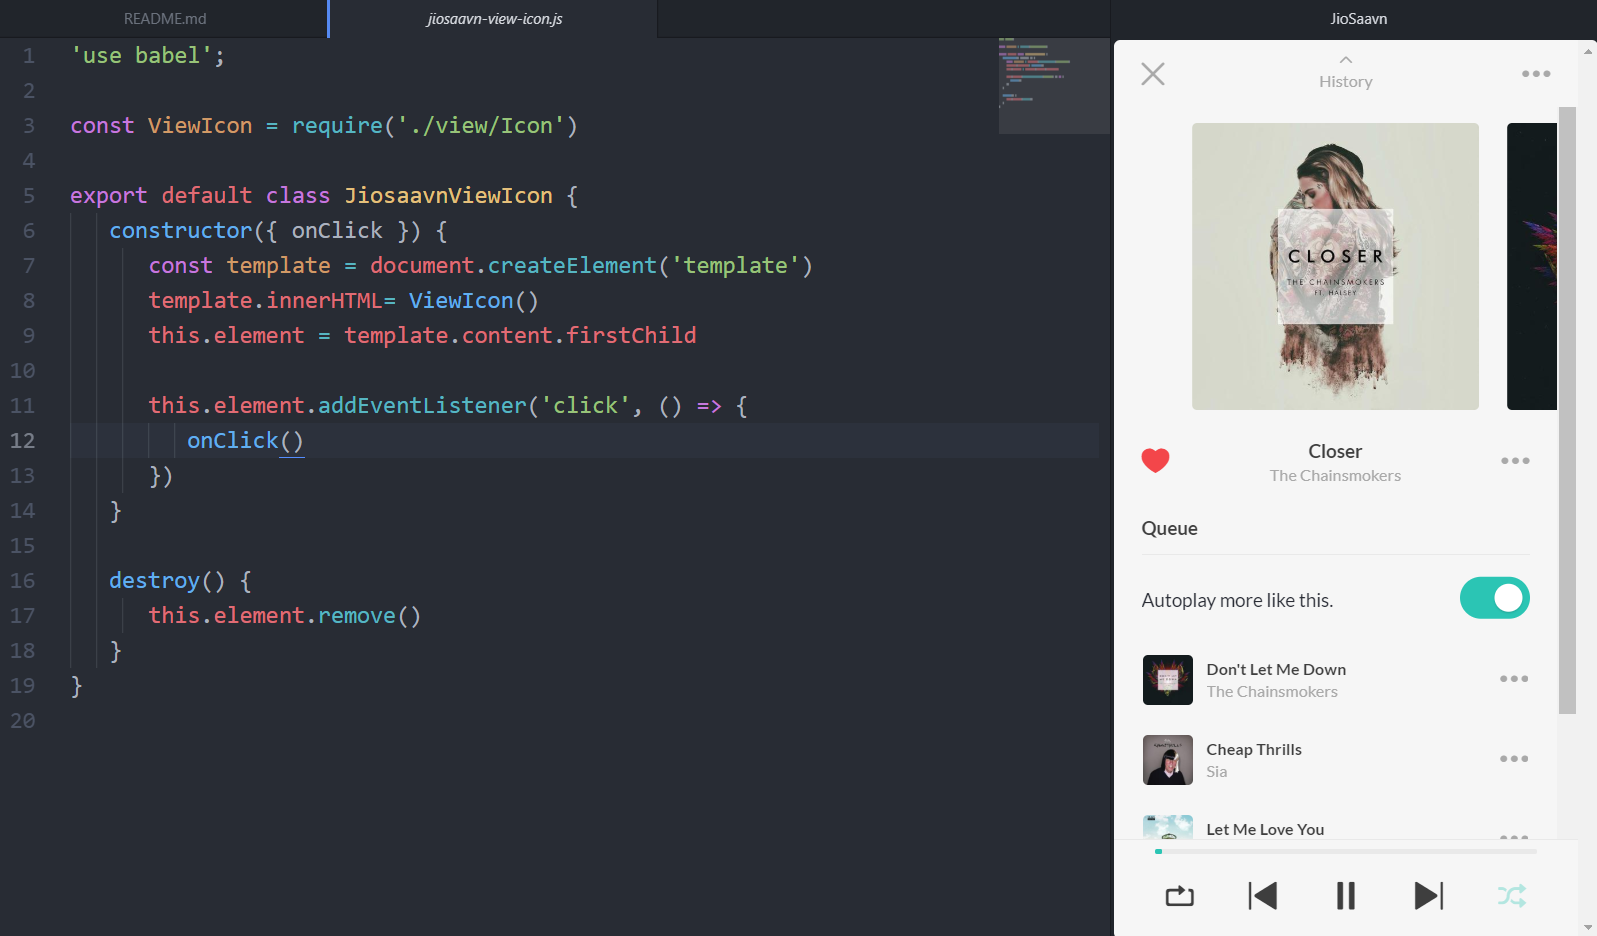 README.md
jiosaavn-view-icon.js
JioSaavn
1 'use babel';
2
3 const ViewIcon = require('./view/Icon')
4
5 export default class JiosaavnViewIcon {
6 constructor({ onClick }) {
7 const template = document.createElement('template')
8 template.innerHTML= ViewIcon()
9 this.element = template.content.firstChild
10
11 this.element.addEventListener('click', () => {
12 onClick()
13 })
14 }
15
16 destroy() {
17 this.element.remove()
18 }
19 }
20
History
CLOSER
THE CHAINSMOKERS
FT. HALSEY
Closer
The Chainsmokers
Queue
Autoplay more like this.
Don't Let Me Down
The Chainsmokers
Cheap Thrills
Sia
Let Me Love You